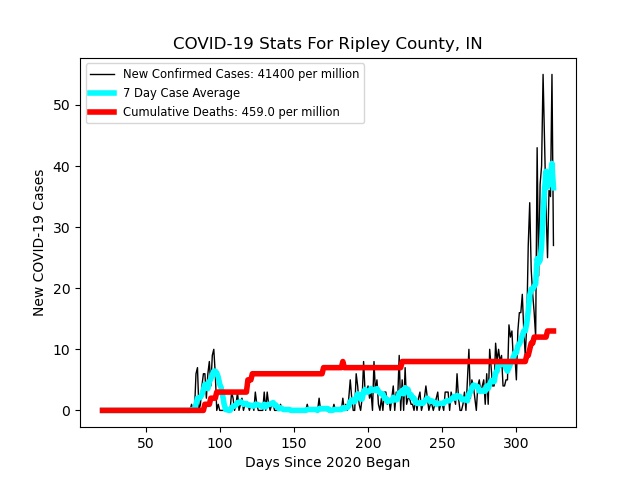 COVID-19 Stats For Ripley County, IN
New Confirmed Cases: 41400 per million
7 Day Case Average
Cumulative Deaths: 459.0 per million
New COVID-19 Cases
50
40
30
20
10
0
50 100 150 200 250 300
Days Since 2020 Began